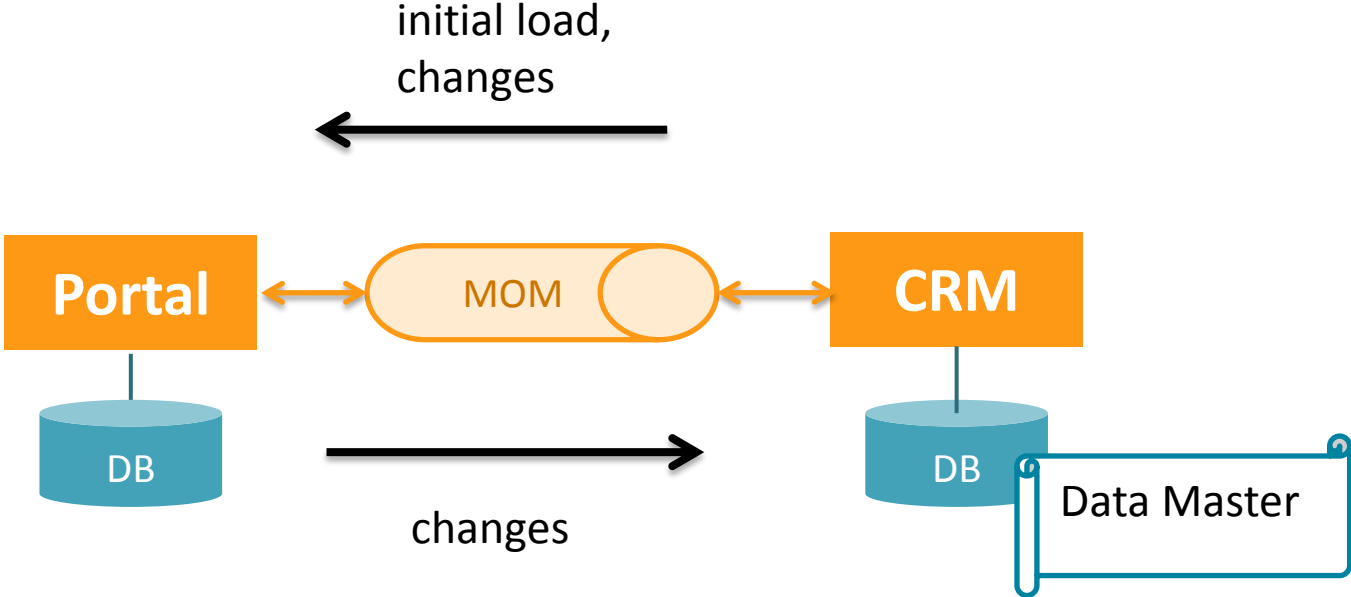 initial load,
changes
Portal
MOM
CRM
DB
DB
Data Master
changes